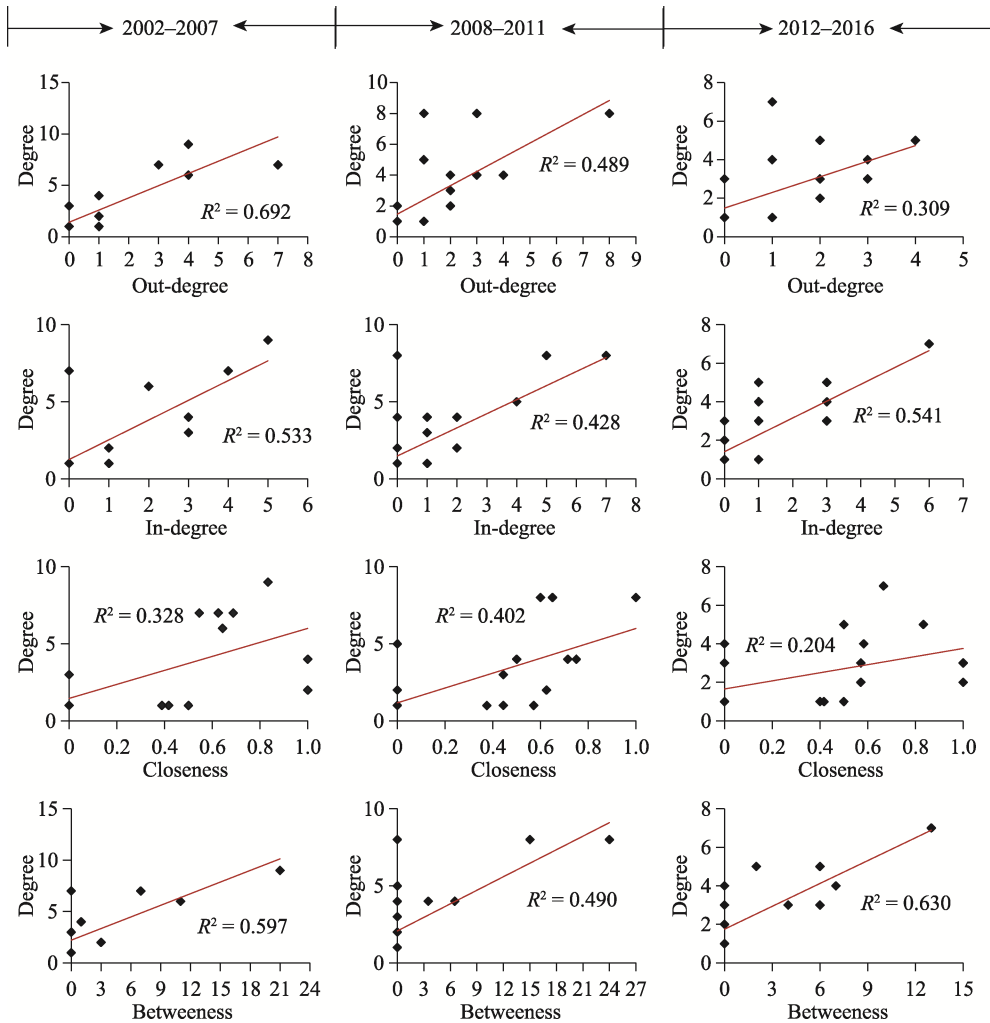 2002–2007 2008–2011 2012–2016
15
10
5
0
Degree
R² = 0.692
0 1 2 3 4 5 6 7 8
Out-degree
10
8
6
4
2
0
Degree
R² = 0.489
0 1 2 3 4 5 6 7 8 9
Out-degree
8
6
4
2
0
Degree
R² = 0.309
0 1 2 3 4 5
Out-degree
10
5
0
Degree
R² = 0.533
0 1 2 3 4 5 6
In-degree
10
5
0
Degree
R² = 0.428
0 1 2 3 4 5 6 7 8
In-degree
8
6
4
2
0
Degree
R² = 0.541
0 1 2 3 4 5 6 7
In-degree
10
5
0
Degree
R² = 0.328
0 0.2 0.4 0.6 0.8 1.0
Closeness
10
5
0
Degree
R² = 0.402
0 0.2 0.4 0.6 0.8 1.0
Closeness
8
6
4
2
0
Degree
R² = 0.204
0 0.2 0.4 0.6 0.8 1.0
Closeness
15
10
5
0
Degree
R² = 0.597
0 3 6 9 12 15 18 21 24
Betweeness
10
5
0
Degree
R² = 0.490
0 3 6 9 12 15 18 21 24 27
Betweeness
8
6
4
2
0
Degree
R² = 0.630
0 3 6 9 12 15
Betweeness